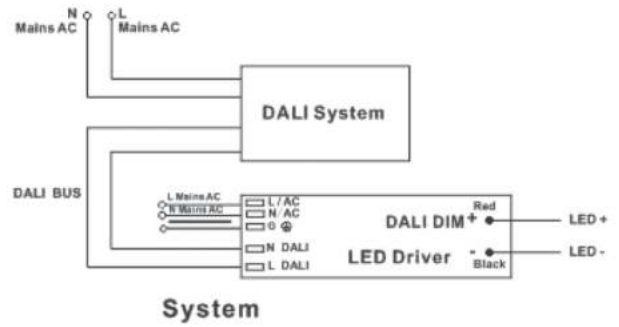 N
Mains AC
L
Mains AC
DALI System
DALI BUS
L Mains AC
N Mains AC
L/AC
N/AC
G
N DALI
L DALI
DALI DIM
LED Driver
Red
+
-
Black
LED +
LED -
System